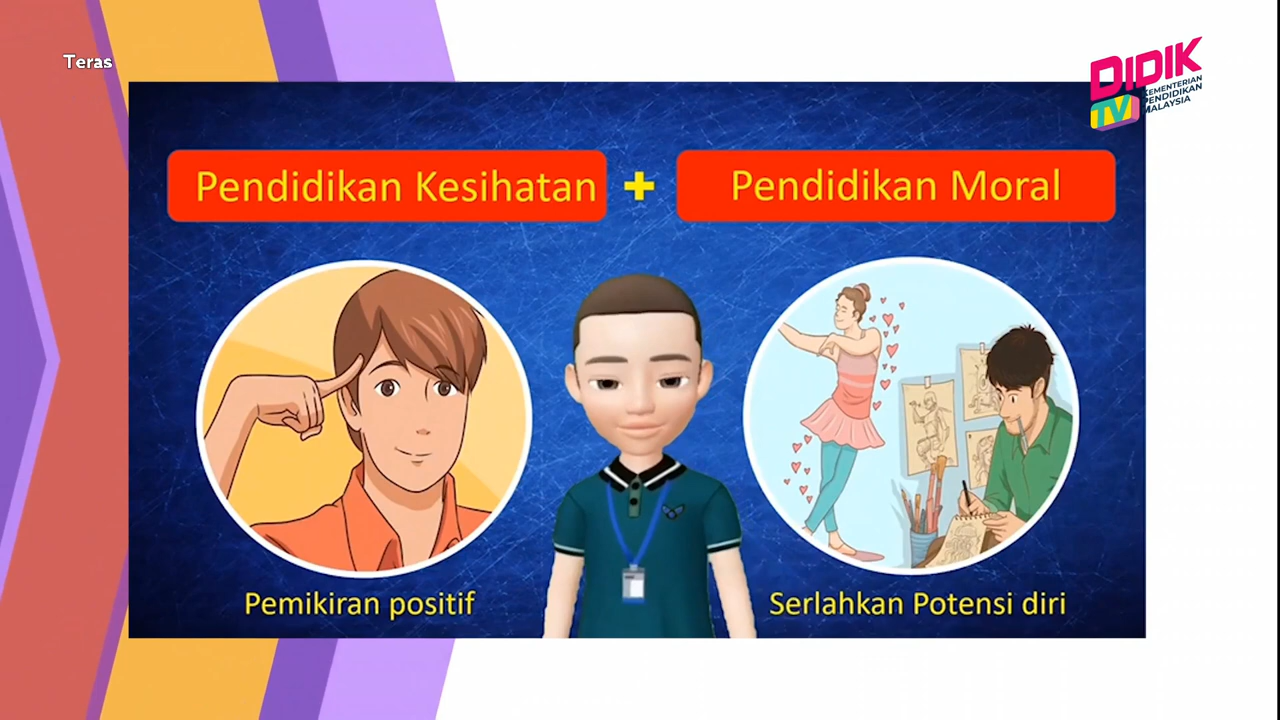 Teras
DIDIK
TV
KEMENTERIAN
PENDIDIKAN
MALAYSIA
Pendidikan Kesihatan + Pendidikan Moral
Pemikiran positif
Serlahkan Potensi diri